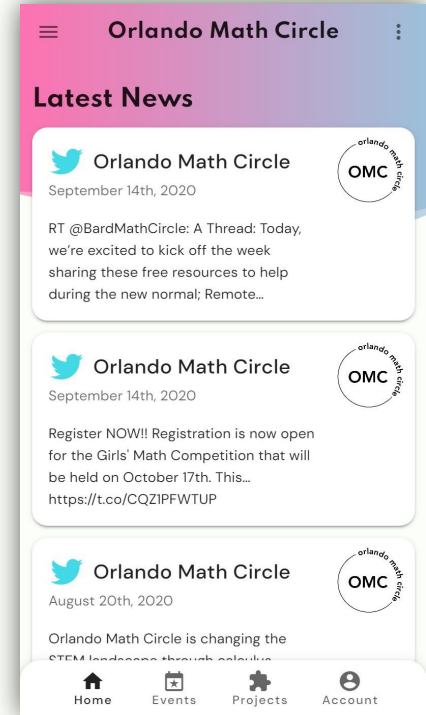 Orlando Math Circle
Latest News
Orlando Math Circle
orlando math circle
OMC
September 14th, 2020
RT @BardMathCircle: A Thread: Today,
we're excited to kick off the week
sharing these free resources to help
during the new normal; Remote...
Orlando Math Circle
orlando math circle
OMC
September 14th, 2020
Register NOW!! Registration is now open
for the Girls' Math Competition that will
be held on October 17th. This...
https://t.co/CQZ1PFWTUP
Orlando Math Circle
orlando math circle
OMC
August 20th, 2020
Orlando Math Circle is changing the
STEM landscape through calculus
Home
Events
Projects
Account